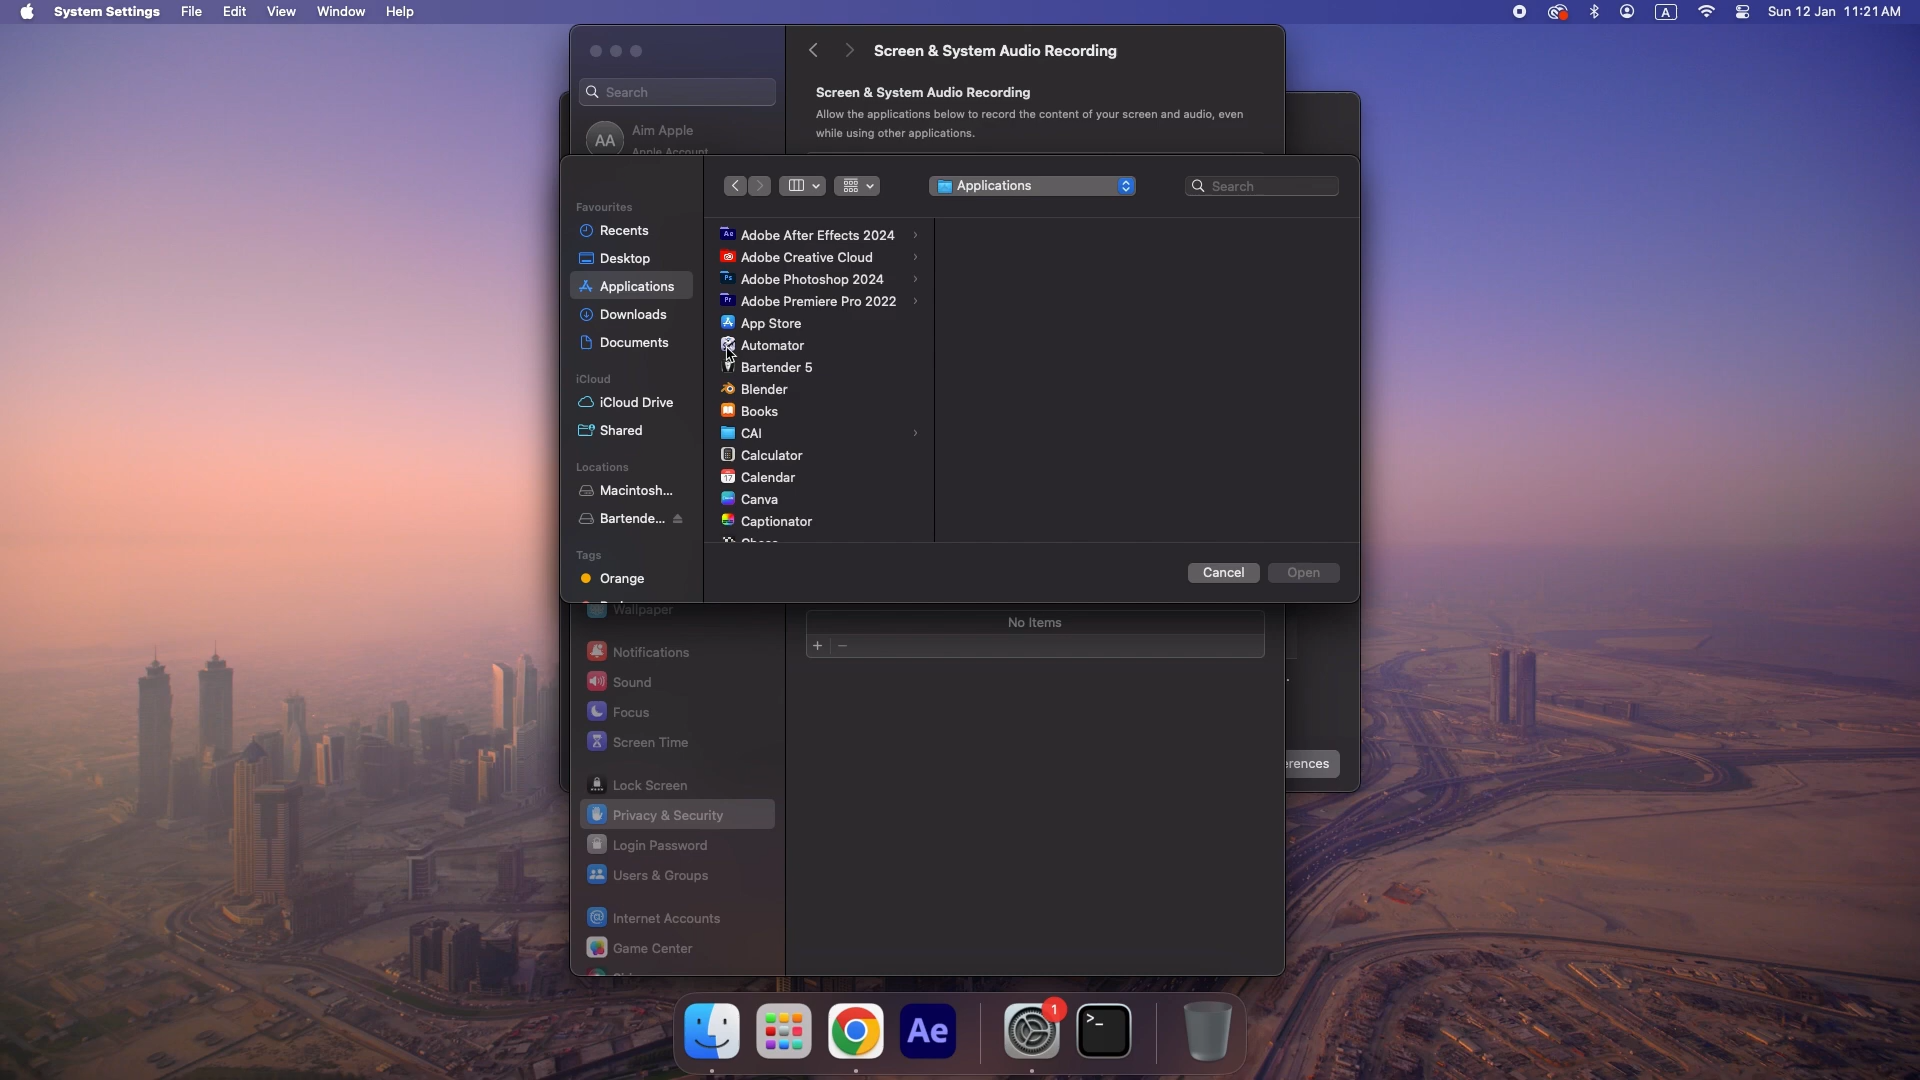 System Settings File Edit View Window Help
A Sun 12 Jan 11:21 AM
Screen & System Audio Recording
Search
AA Aim Apple
Apple Account
Screen & System Audio Recording
Allow the applications below to record the content of your screen and audio, even
while using other applications.
Applications
Search
Favourites
Recents
Desktop
Applications
Downloads
Documents
iCloud
iCloud Drive
Shared
Locations
Macintosh...
Bartende...
Tags
Orange
Adobe After Effects 2024
Adobe Creative Cloud
Adobe Photoshop 2024
Adobe Premiere Pro 2022
App Store
Automator
Bartender 5
Blender
Books
CAI
Calculator
Calendar
Canva
Captionator
Cancel Open
Wallpaper
Notifications
Sound
Focus
Screen Time
Lock Screen
Privacy & Security
Login Password
Users & Groups
Internet Accounts
Game Center
No Items
+ −
erences
Ae
1
>_